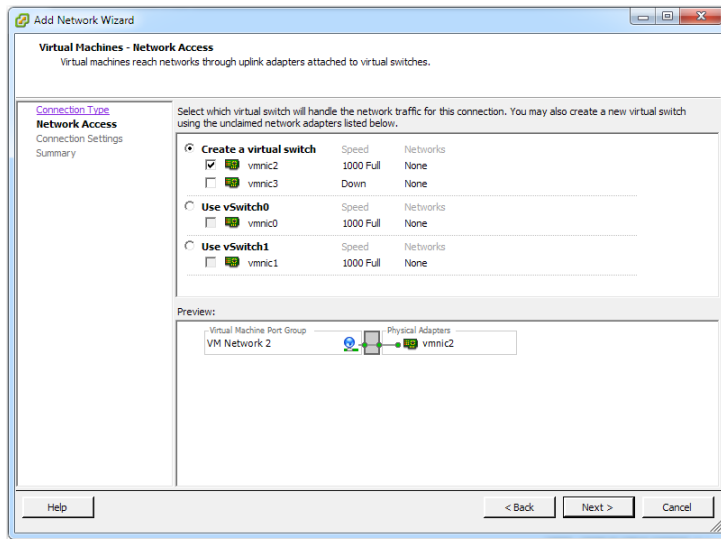 Add Network Wizard
Virtual Machines - Network Access
Virtual machines reach networks through uplink adapters attached to virtual switches.
Connection Type
Network Access
Connection Settings
Summary
Select which virtual switch will handle the network traffic for this connection. You may also create a new virtual switch
using the unclaimed network adapters listed below.
Create a virtual switch Speed Networks
vmnic2 1000 Full None
vmnic3 Down None
Use vSwitch0 Speed Networks
vmnic0 1000 Full None
Use vSwitch1 Speed Networks
vmnic1 1000 Full None
Preview:
Virtual Machine Port Group Physical Adapters
VM Network 2 vmnic2
Help < Back Next > Cancel